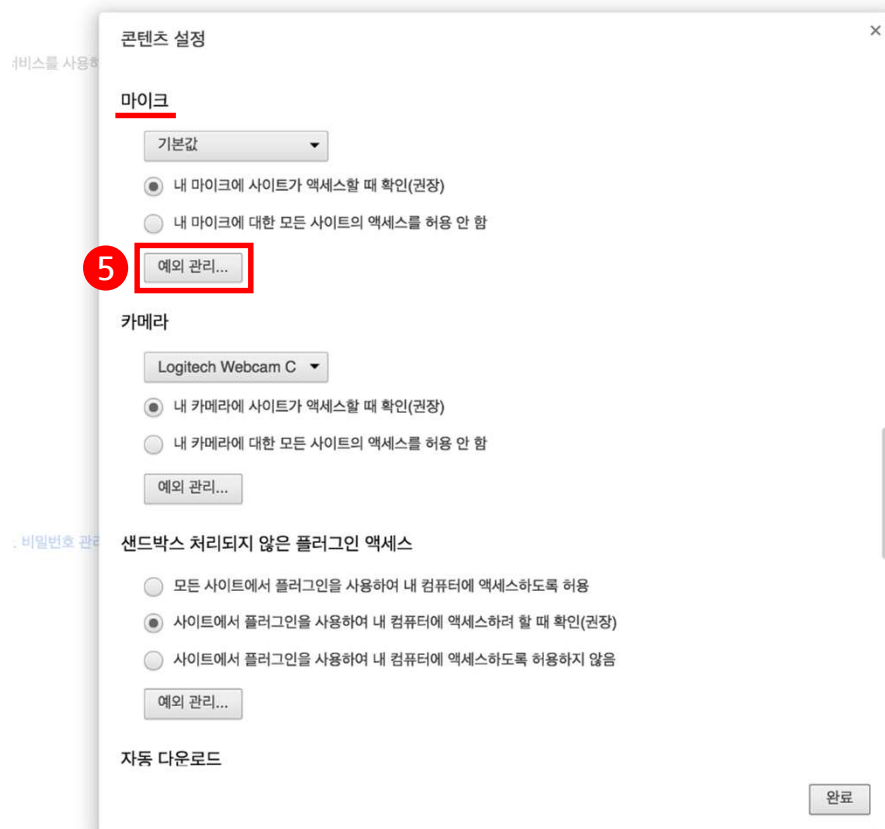 콘텐츠 설정
×
비스를 사용하
마이크
기본값
내 마이크에 사이트가 액세스할 때 확인(권장)
내 마이크에 대한 모든 사이트의 액세스를 허용 안 함
5
예외 관리...
카메라
Logitech Webcam C
내 카메라에 사이트가 액세스할 때 확인(권장)
내 카메라에 대한 모든 사이트의 액세스를 허용 안 함
예외 관리...
. 비밀번호 관리
샌드박스 처리되지 않은 플러그인 액세스
모든 사이트에서 플러그인을 사용하여 내 컴퓨터에 액세스하도록 허용
사이트에서 플러그인을 사용하여 내 컴퓨터에 액세스하려 할 때 확인(권장)
사이트에서 플러그인을 사용하여 내 컴퓨터에 액세스하도록 허용하지 않음
예외 관리...
자동 다운로드
완료